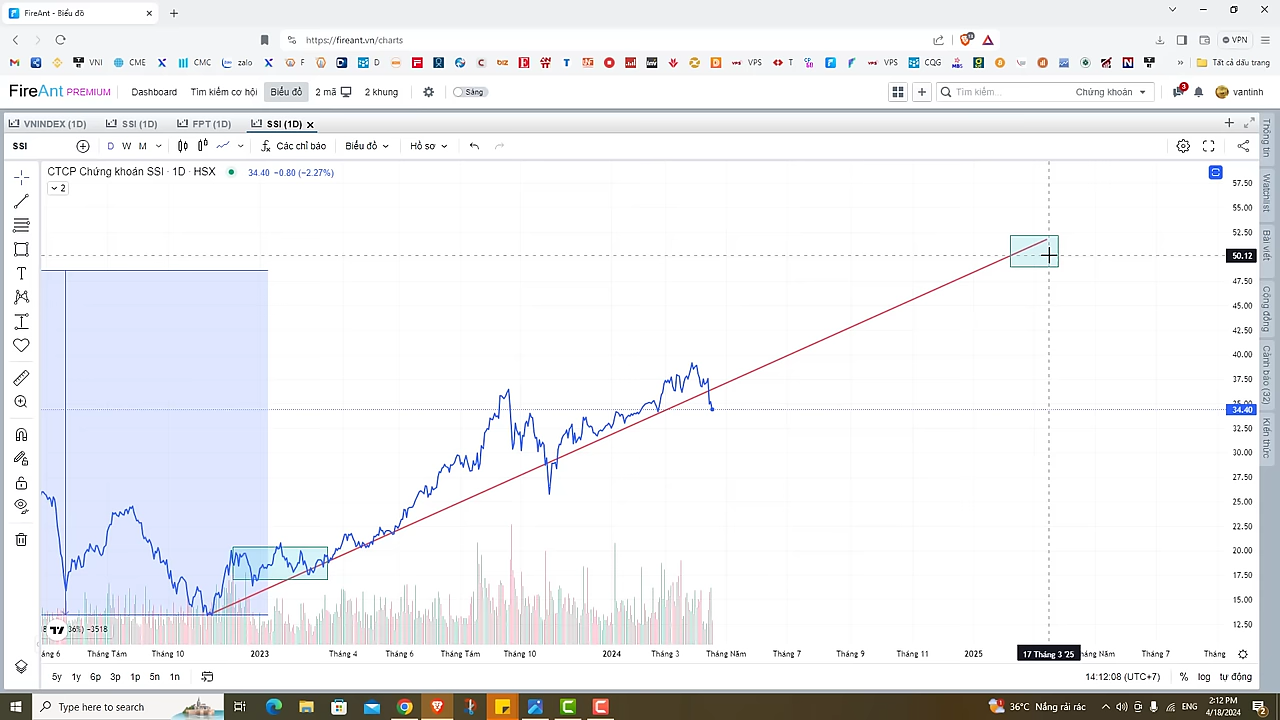 FireAnt - Biểu đồ
https://fireant.vn/charts
VPN
M VNI CME CMC zalo F D CQG MBS VPS T VPS VPS Tất cả dấu trang
FireAnt PREMIUM Dashboard Tìm kiếm cơ hội Biểu đồ 2 mã 2 khung Sáng Tìm kiếm... Chứng khoán 3 vantinh
VNINDEX (1D) SSI (1D) FPT (1D) SSI (1D)
SSI D W M Các chỉ báo Biểu đồ Hồ sơ
CTCP Chứng khoán SSI · 1D · HSX 34.40 −0.80 (−2.27%)
2
57.50
55.00
52.50
50.12
47.50
45.00
42.50
40.00
37.50
35.00
34.40
32.50
30.00
27.50
25.00
22.50
20.00
17.50
15.00
12.50
Thông tin
Watchlist
Bài viết
Cộng đồng
Cảnh báo (32)
Kiến thức
36%) −3518
Tháng Tám Tháng 10 2023 Tháng 4 Tháng 6 Tháng Tám Tháng 10 2024 Tháng 3 Tháng Năm Tháng 7 Tháng 9 Tháng 11 2025 17 Tháng 3 '25 Tháng 7
5y 1y 6p 3p 1p 5n 1n 14:12:08 (UTC+7) % log tự động
Type here to search 36°C Nắng rải rác ENG 2:12 PM
4/18/2024